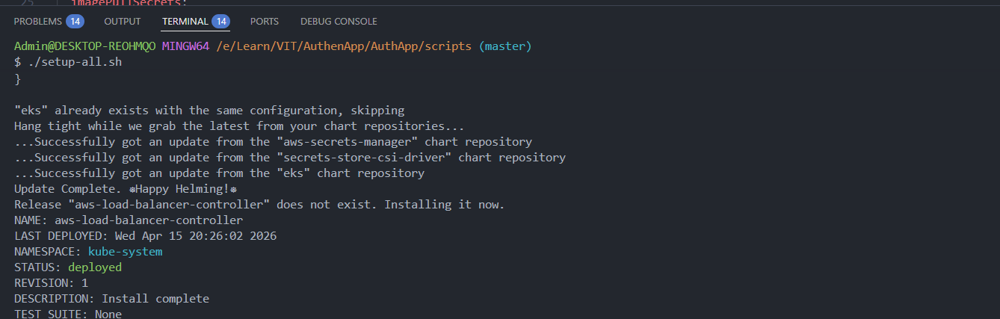 25 imagePullSecrets:
PROBLEMS 14 OUTPUT TERMINAL 14 PORTS DEBUG CONSOLE
Admin@DESKTOP-REOHMQO MINGW64 /e/Learn/VIT/AuthenApp/AuthApp/scripts (master)
$ ./setup-all.sh
}
"eks" already exists with the same configuration, skipping
Hang tight while we grab the latest from your chart repositories...
...Successfully got an update from the "aws-secrets-manager" chart repository
...Successfully got an update from the "secrets-store-csi-driver" chart repository
...Successfully got an update from the "eks" chart repository
Update Complete. ⎈Happy Helming!⎈
Release "aws-load-balancer-controller" does not exist. Installing it now.
NAME: aws-load-balancer-controller
LAST DEPLOYED: Wed Apr 15 20:26:02 2026
NAMESPACE: kube-system
STATUS: deployed
REVISION: 1
DESCRIPTION: Install complete
TEST SUITE: None